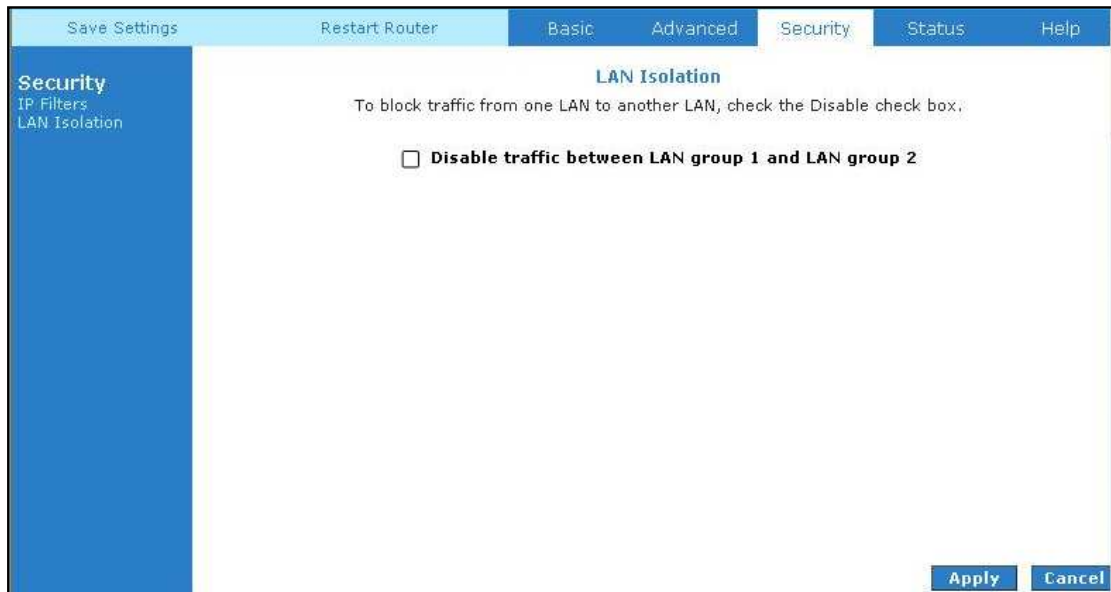 Save Settings Restart Router Basic Advanced Security Status Help
Security
IP Filters
LAN Isolation
LAN Isolation
To block traffic from one LAN to another LAN, check the Disable check box.
Disable traffic between LAN group 1 and LAN group 2
Apply Cancel